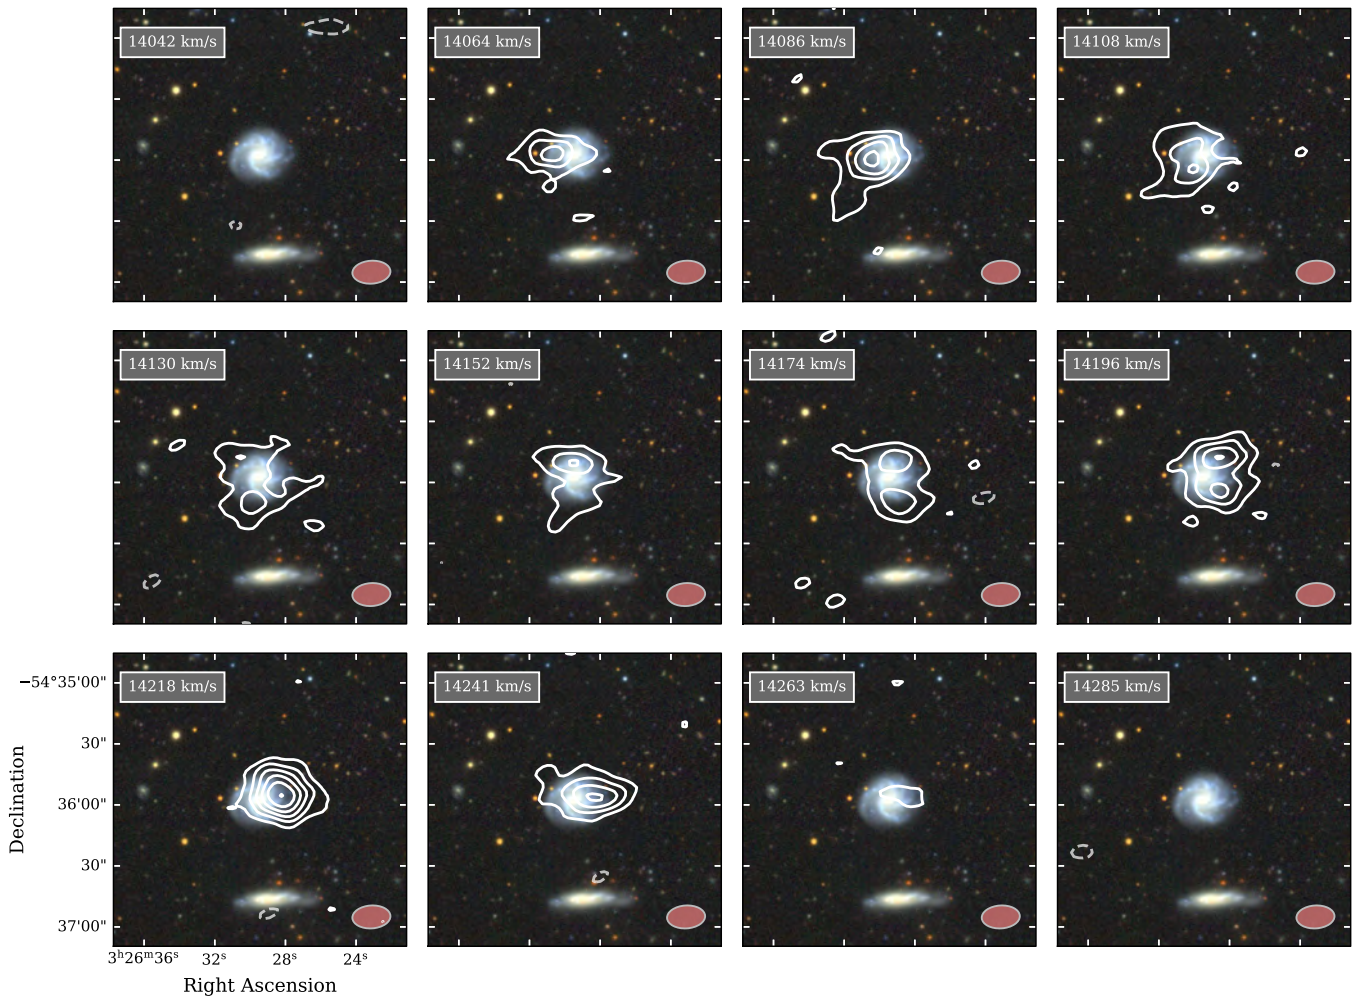 14042 km/s
14064 km/s
14086 km/s
14108 km/s
14130 km/s
14152 km/s
14174 km/s
14196 km/s
14218 km/s
14241 km/s
14263 km/s
14285 km/s
−54°35'00"
30"
36'00"
30"
37'00"
Declination
3ʰ26ᵐ36ˢ 32ˢ 28ˢ 24ˢ
Right Ascension